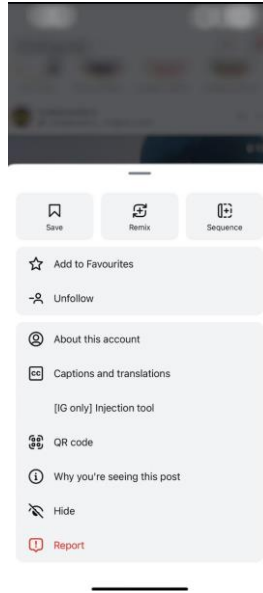 Save
Remix
Sequence
Add to Favourites
Unfollow
About this account
CC
Captions and translations
[IG only] Injection tool
QR code
Why you're seeing this post
Hide
Report